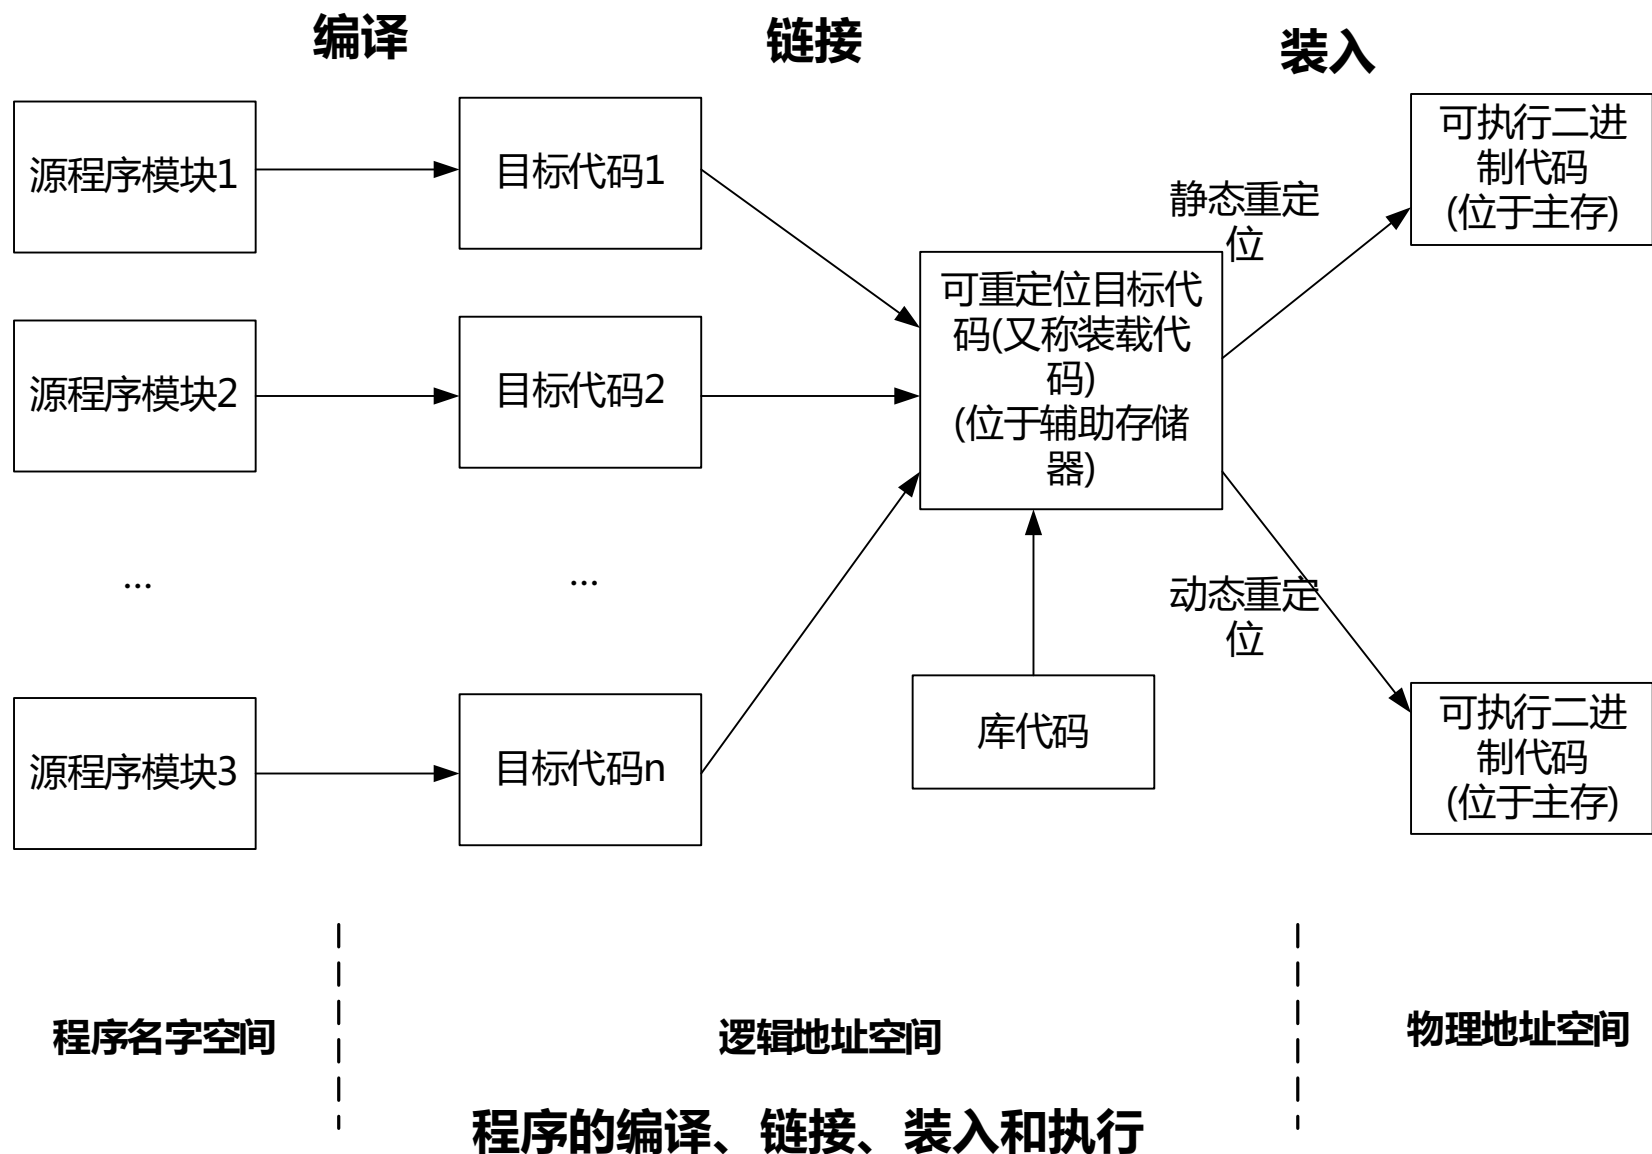 编译
链接
装入
源程序模块1
目标代码1
可执行二进
制代码
(位于主存)
静态重定
位
可重定位目标代
码(又称装载代
码)
(位于辅助存储
器)
源程序模块2
目标代码2
...
...
动态重定
位
源程序模块3
目标代码n
库代码
可执行二进
制代码
(位于主存)
程序名字空间
逻辑地址空间
物理地址空间
程序的编译、链接、装入和执行